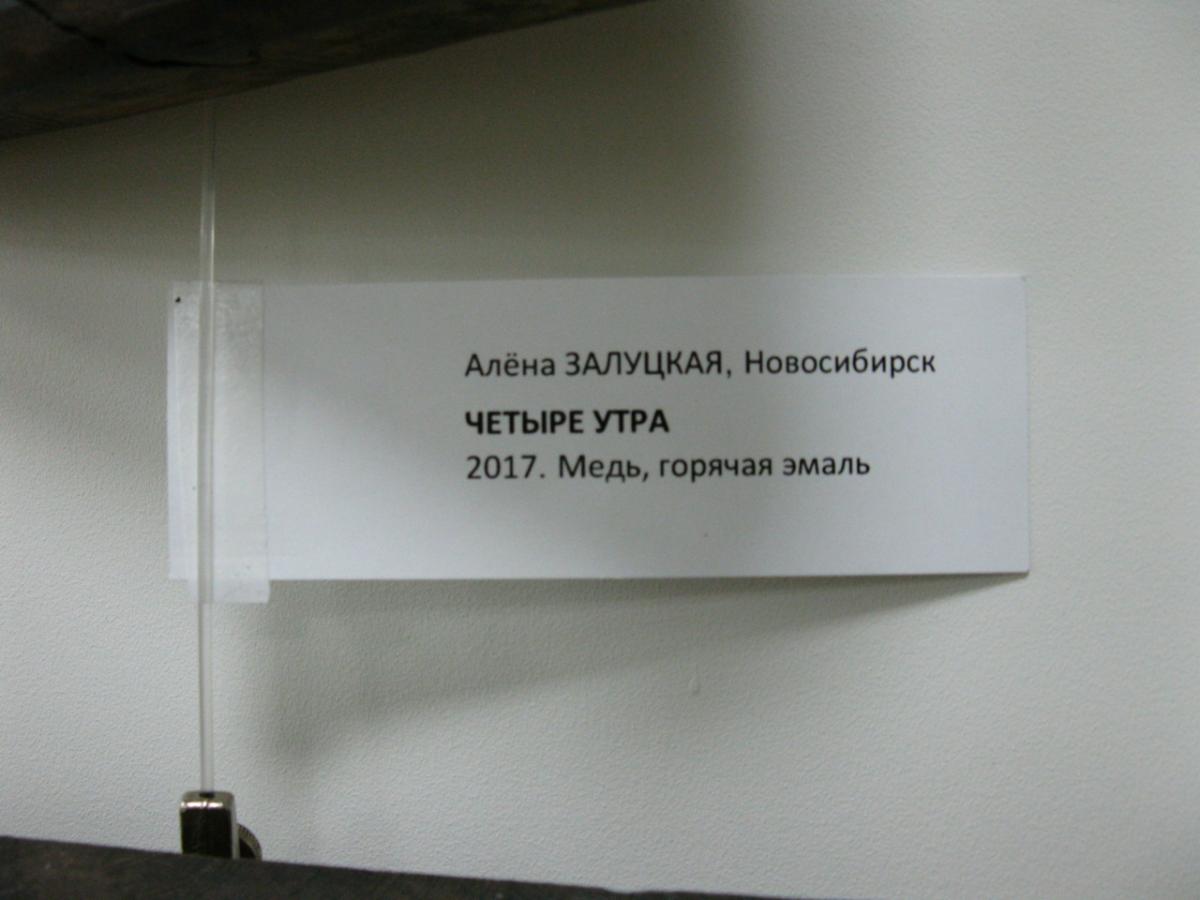 Алёна ЗАЛУЦКАЯ, Новосибирск
ЧЕТЫРЕ УТРА
2017. Медь, горячая эмаль